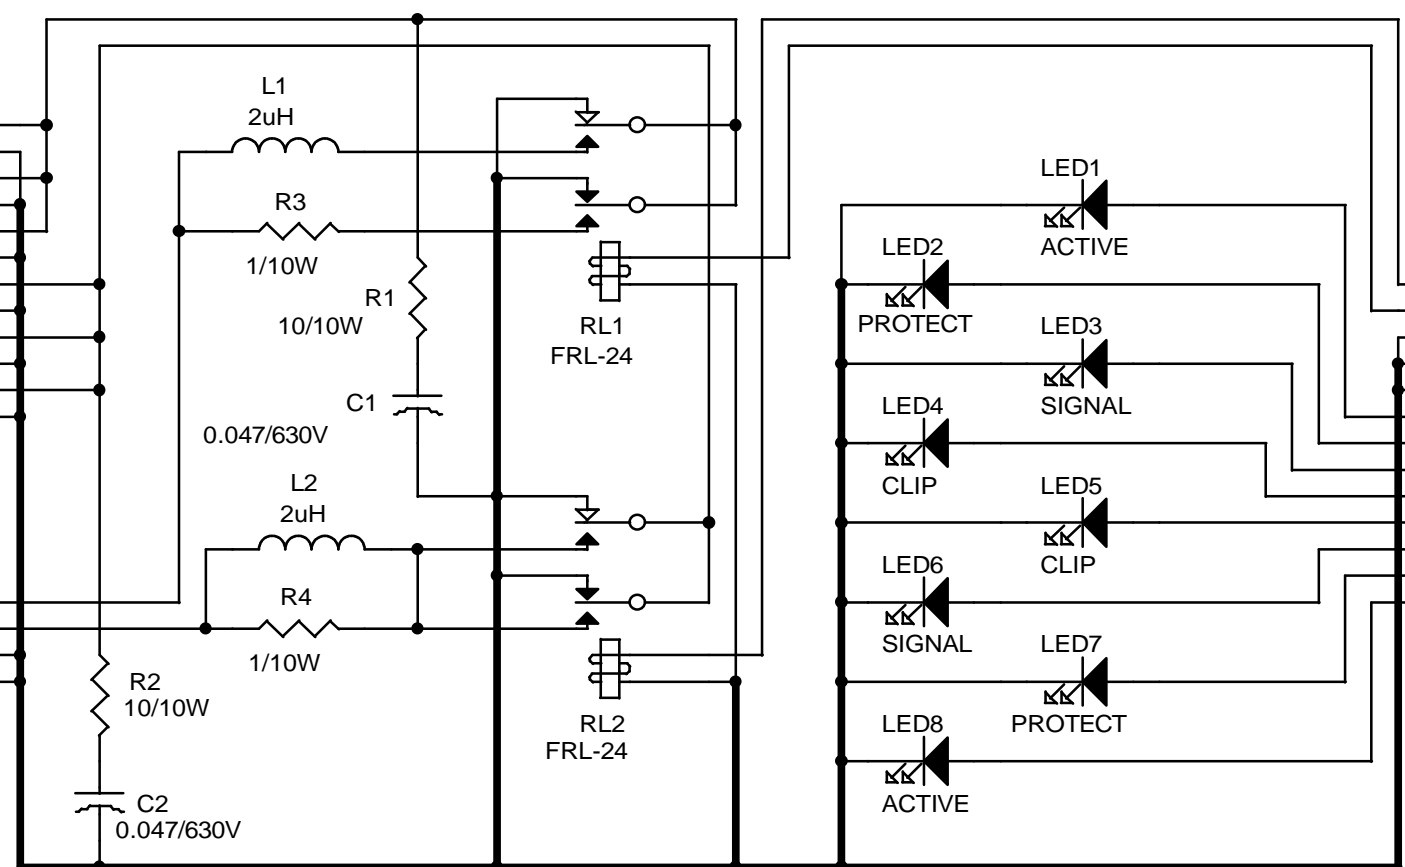 L1
2uH
R3
1/10W
R1
10/10W
RL1
FRL-24
C1
0.047/630V
L2
2uH
R4
1/10W
R2
10/10W
RL2
FRL-24
C2
0.047/630V
LED1
ACTIVE
LED2
PROTECT
LED3
SIGNAL
LED4
CLIP
LED5
CLIP
LED6
SIGNAL
LED7
PROTECT
LED8
ACTIVE